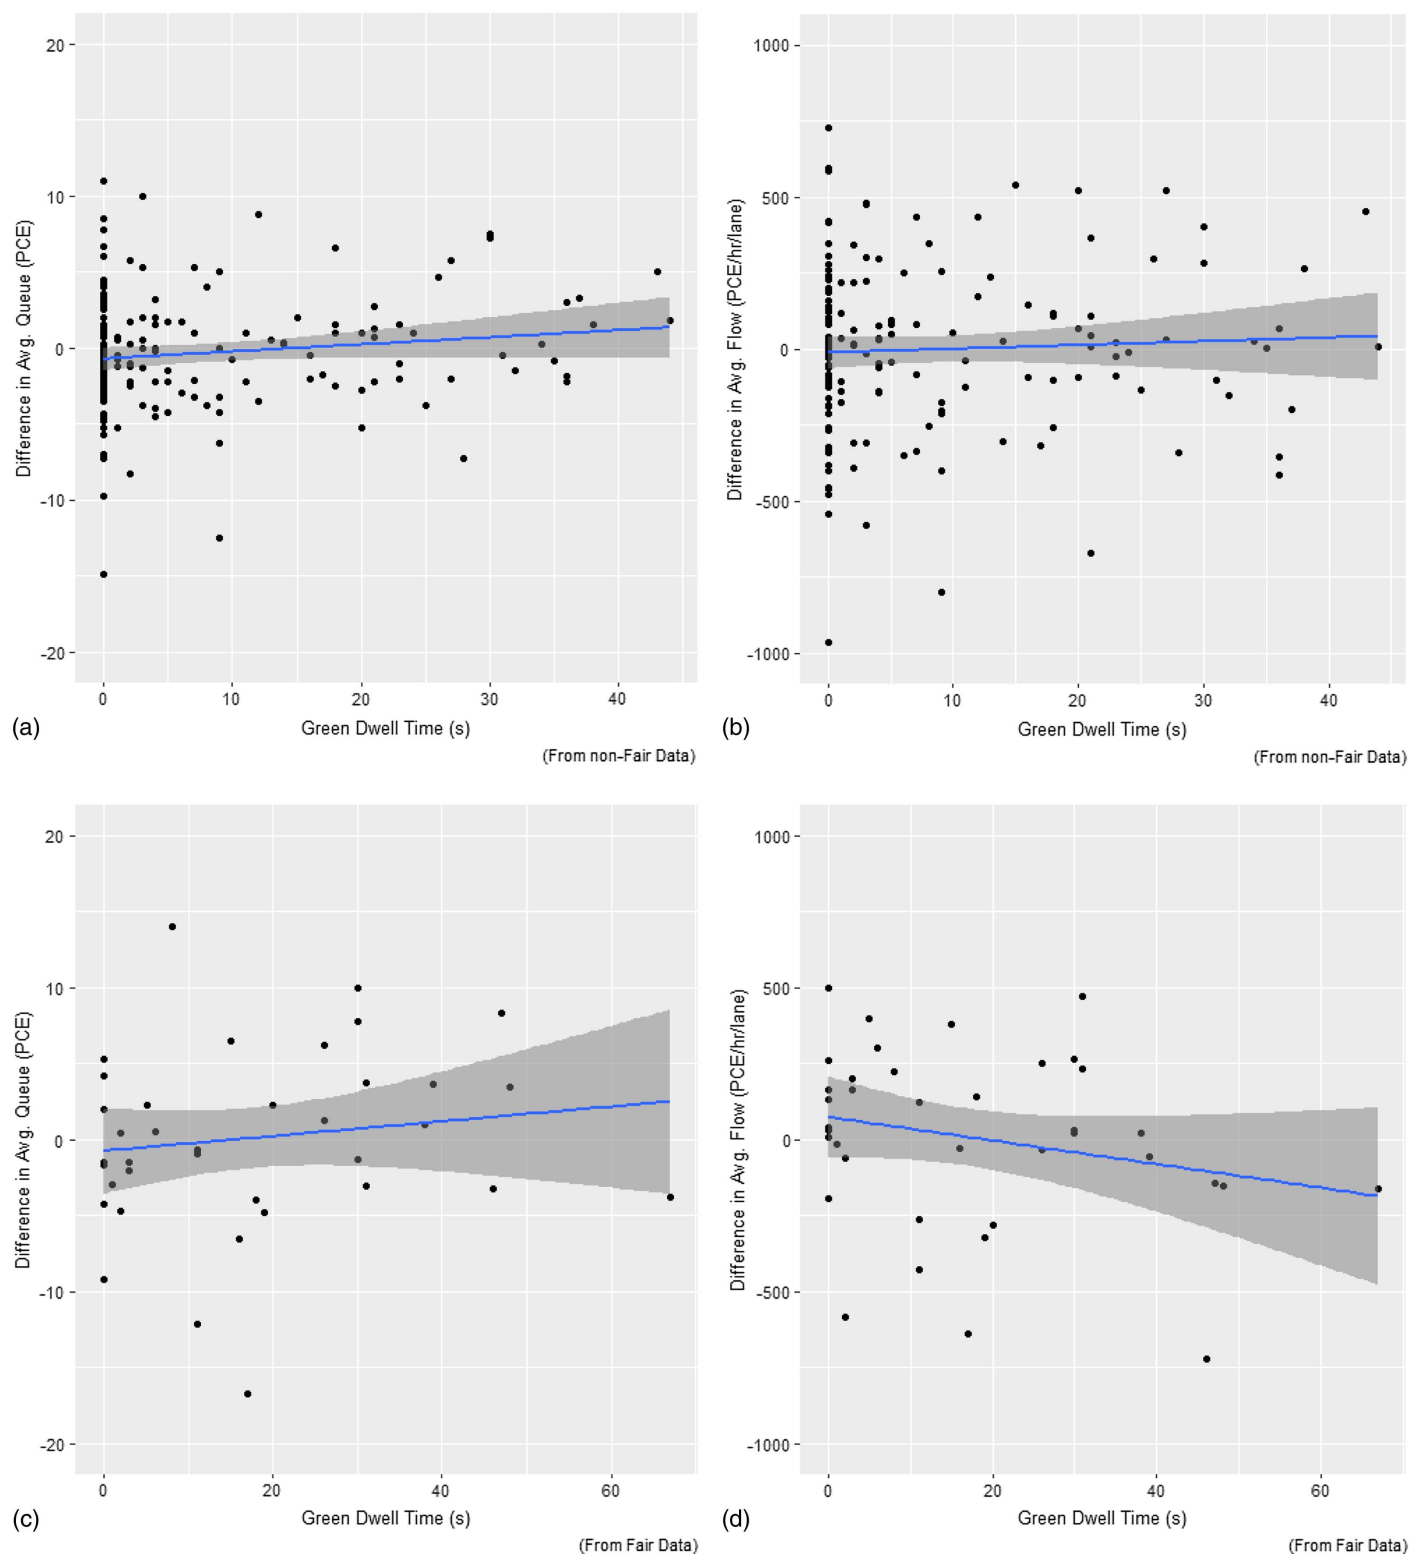 20
10
0
-10
-20
Difference in Avg. Queue (PCE)
0 10 20 30 40
Green Dwell Time (s)
(a)
(From non-Fair Data)
1000
500
0
-500
-1000
Difference in Avg. Flow (PCE/hr/lane)
0 10 20 30 40
Green Dwell Time (s)
(b)
(From non-Fair Data)
20
10
0
-10
-20
Difference in Avg. Queue (PCE)
0 20 40 60
Green Dwell Time (s)
(c)
(From Fair Data)
1000
500
0
-500
-1000
Difference in Avg. Flow (PCE/hr/lane)
0 20 40 60
Green Dwell Time (s)
(d)
(From Fair Data)